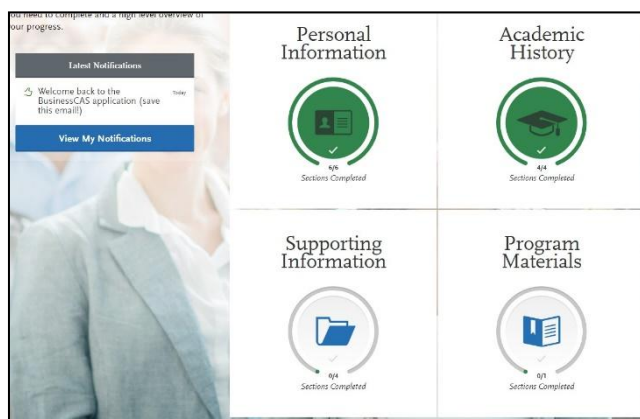 you need to complete and a high level overview of
our progress.
Latest Notifications
Welcome back to the
BusinessCAS application (save
this email!)
Today
View My Notifications
Personal
Information
6/6
Sections Completed
Academic
History
4/4
Sections Completed
Supporting
Information
0/4
Sections Completed
Program
Materials
0/1
Sections Completed